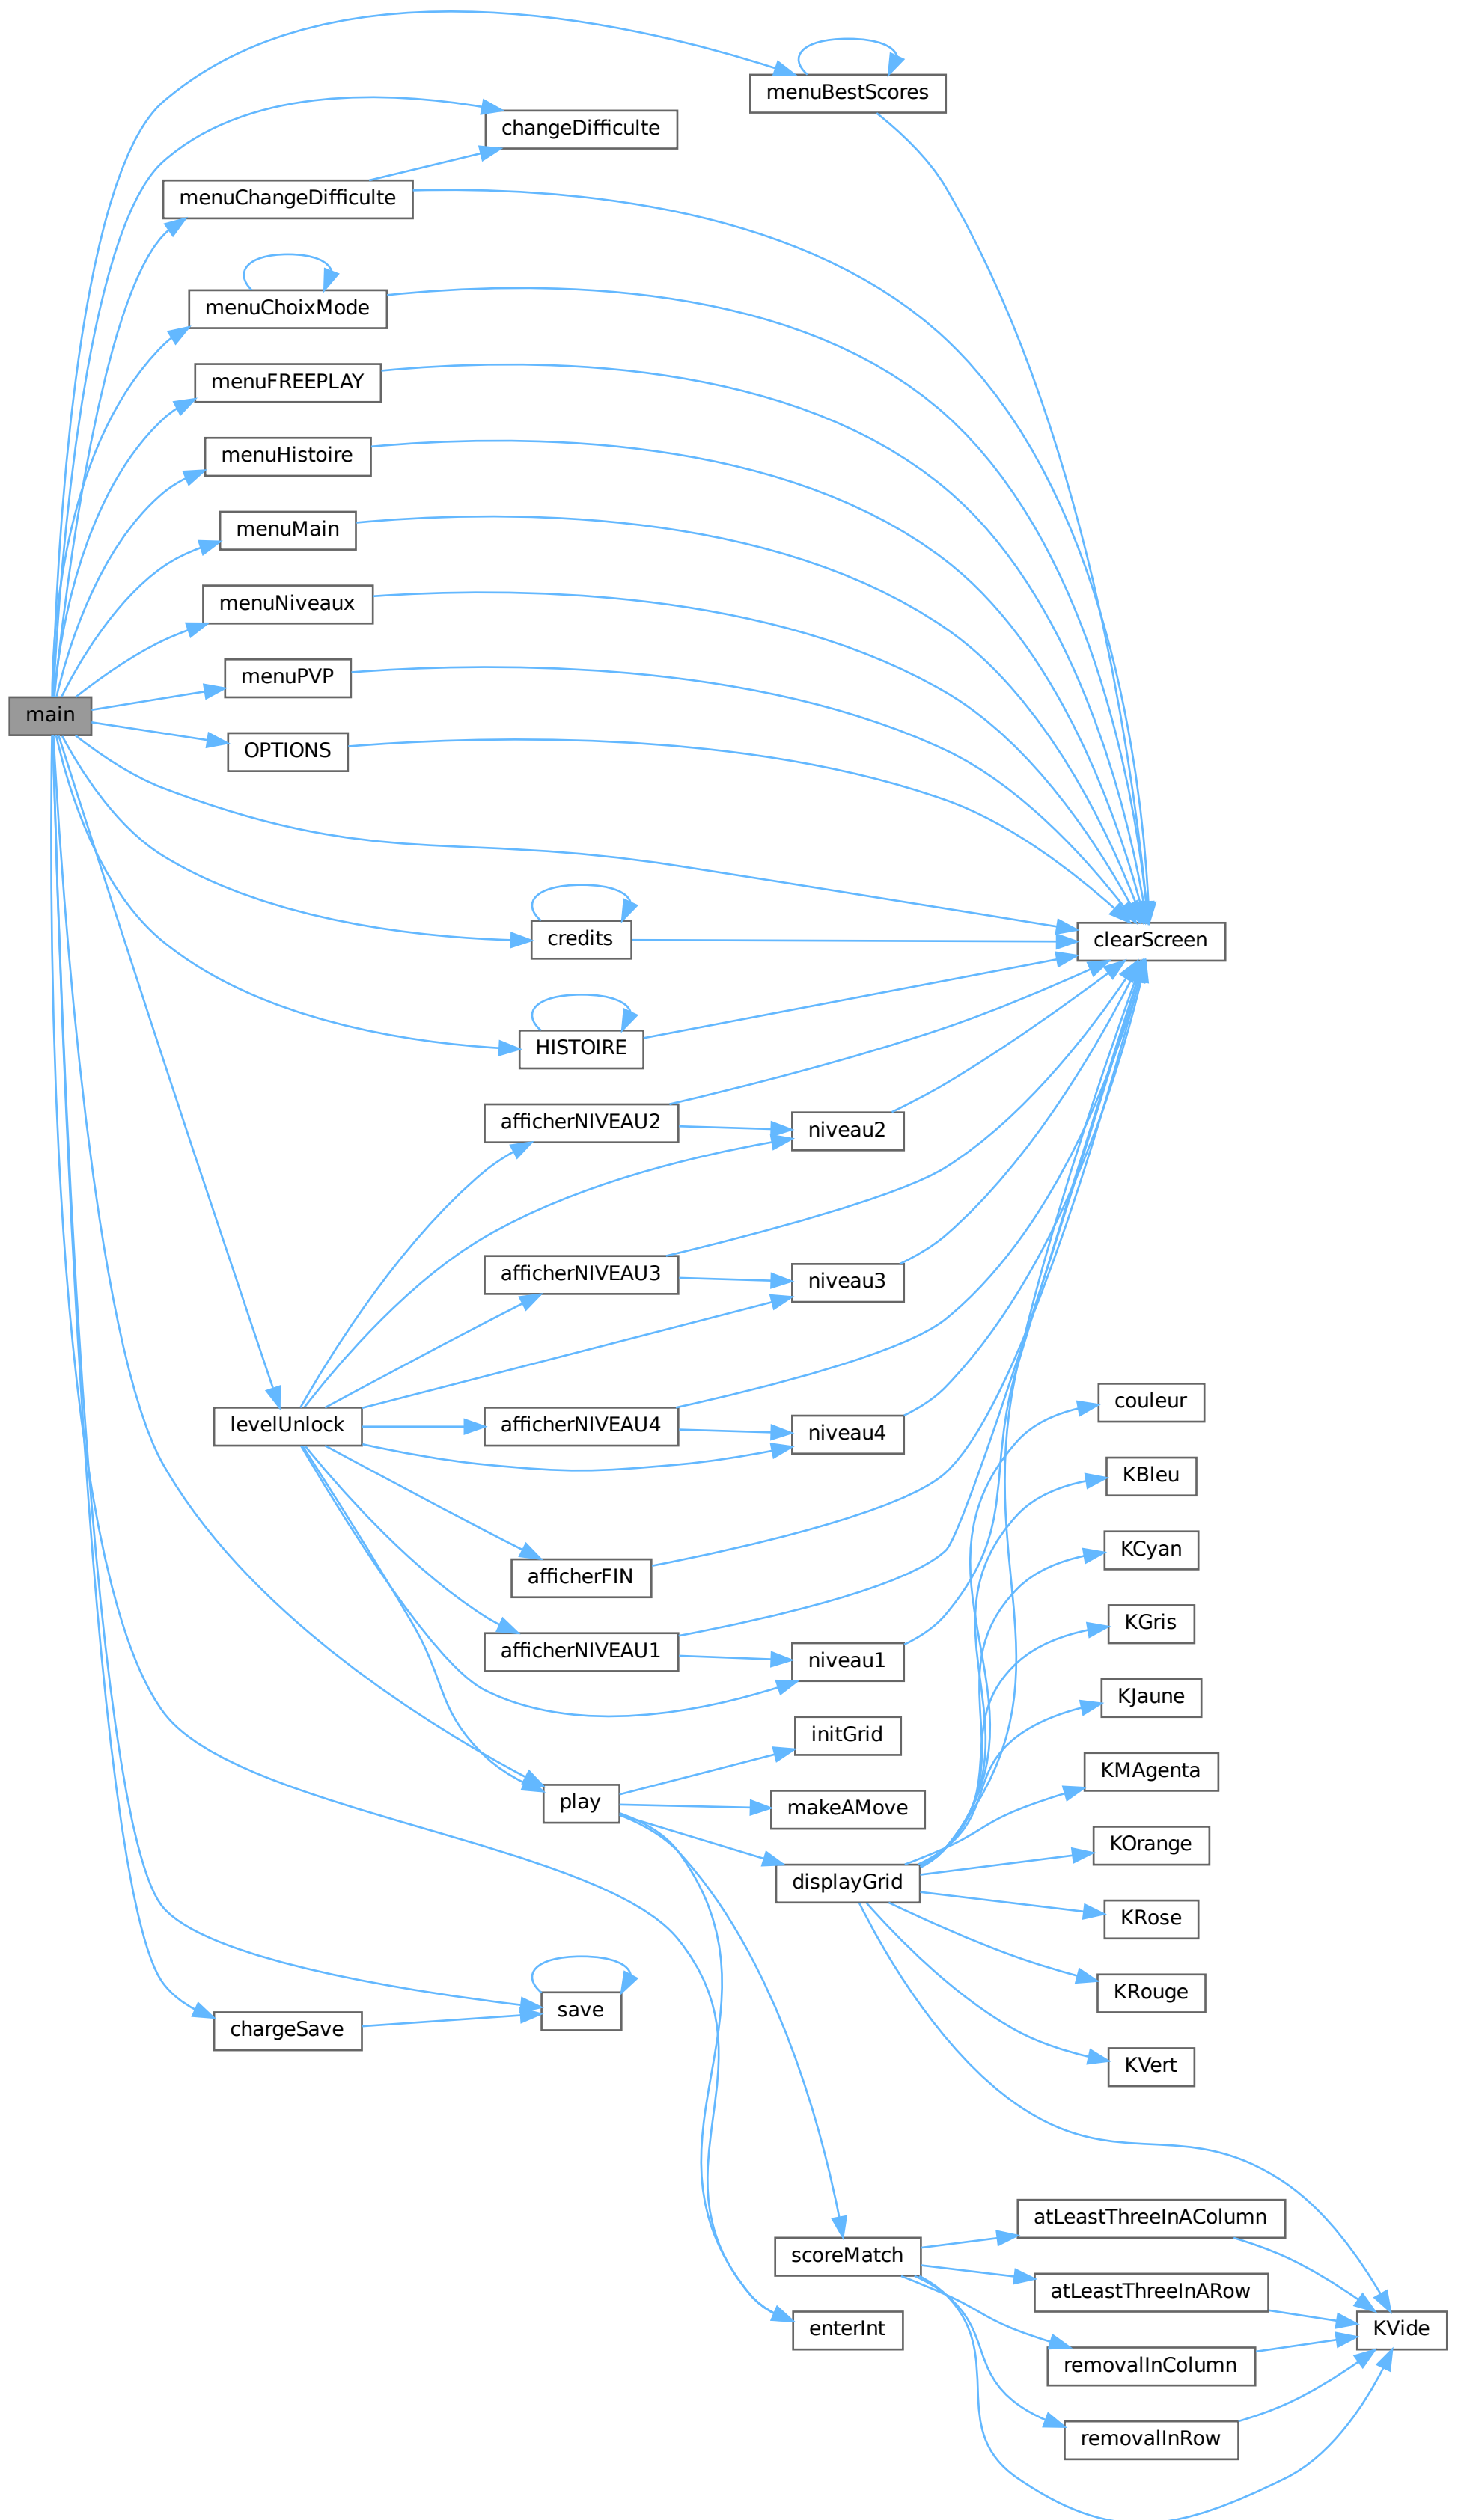 menuBestScores
changeDifficulte
menuChangeDifficulte
menuChoixMode
menuFREEPLAY
menuHistoire
menuMain
menuNiveaux
menuPVP
main
OPTIONS
credits
clearScreen
HISTOIRE
afficherNIVEAU2
niveau2
afficherNIVEAU3
niveau3
couleur
levelUnlock
afficherNIVEAU4
niveau4
KBleu
KCyan
afficherFIN
KGris
afficherNIVEAU1
niveau1
KJaune
initGrid
KMAgenta
play
makeAMove
KOrange
displayGrid
KRose
KRouge
save
chargeSave
KVert
atLeastThreeInAColumn
scoreMatch
atLeastThreeInARow
enterInt
KVide
removalInColumn
removalInRow